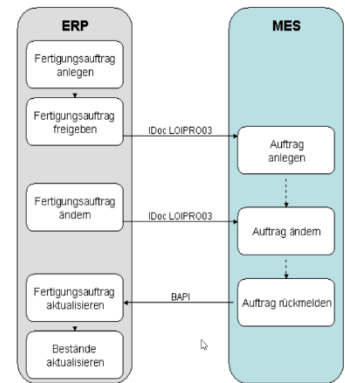 ERP
MES
Fertigungsauftrag
anlegen
Fertigungsauftrag
freigeben
IDoc LOIPRO03
Auftrag
anlegen
Fertigungsauftrag
ändern
IDoc LOIPRO03
Auftrag ändern
Fertigungsauftrag
aktualisieren
BAPI
Auftrag rückmelden
Bestände
aktualisieren